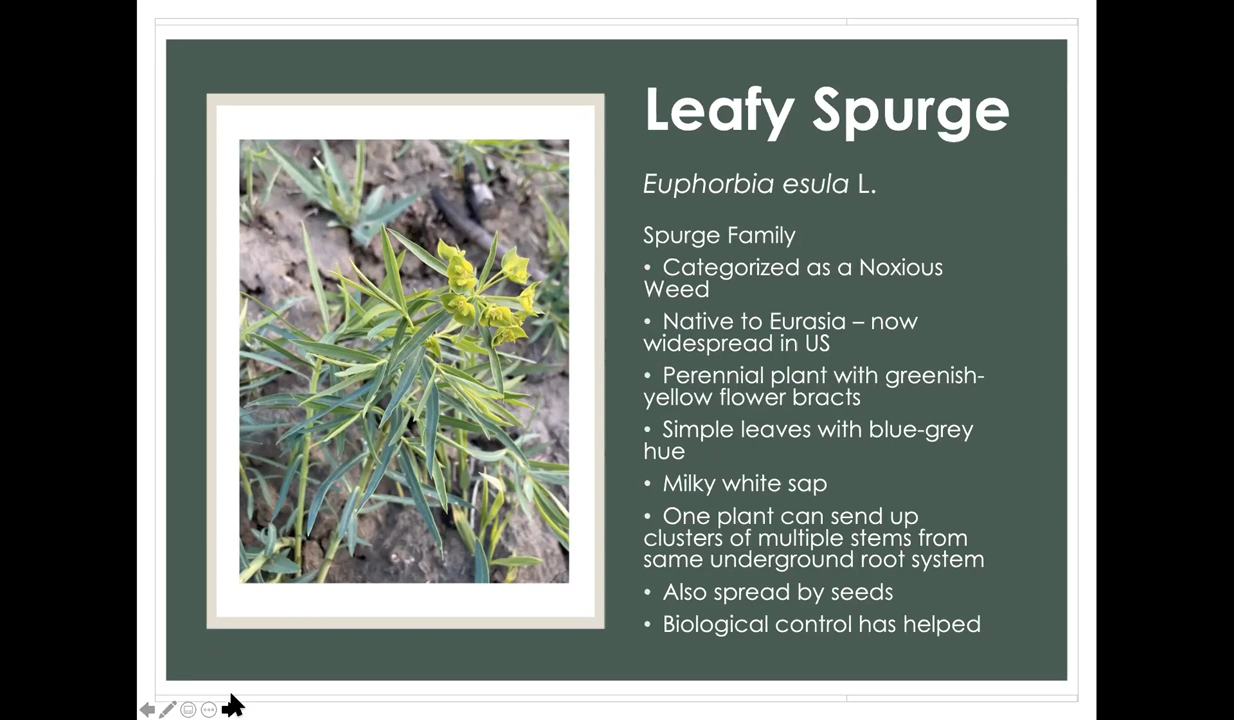 Leafy Spurge
Euphorbia esula L.
Spurge Family
• Categorized as a Noxious
Weed
• Native to Eurasia – now
widespread in US
• Perennial plant with greenish-
yellow flower bracts
• Simple leaves with blue-grey
hue
• Milky white sap
• One plant can send up
clusters of multiple stems from
same underground root system
• Also spread by seeds
• Biological control has helped